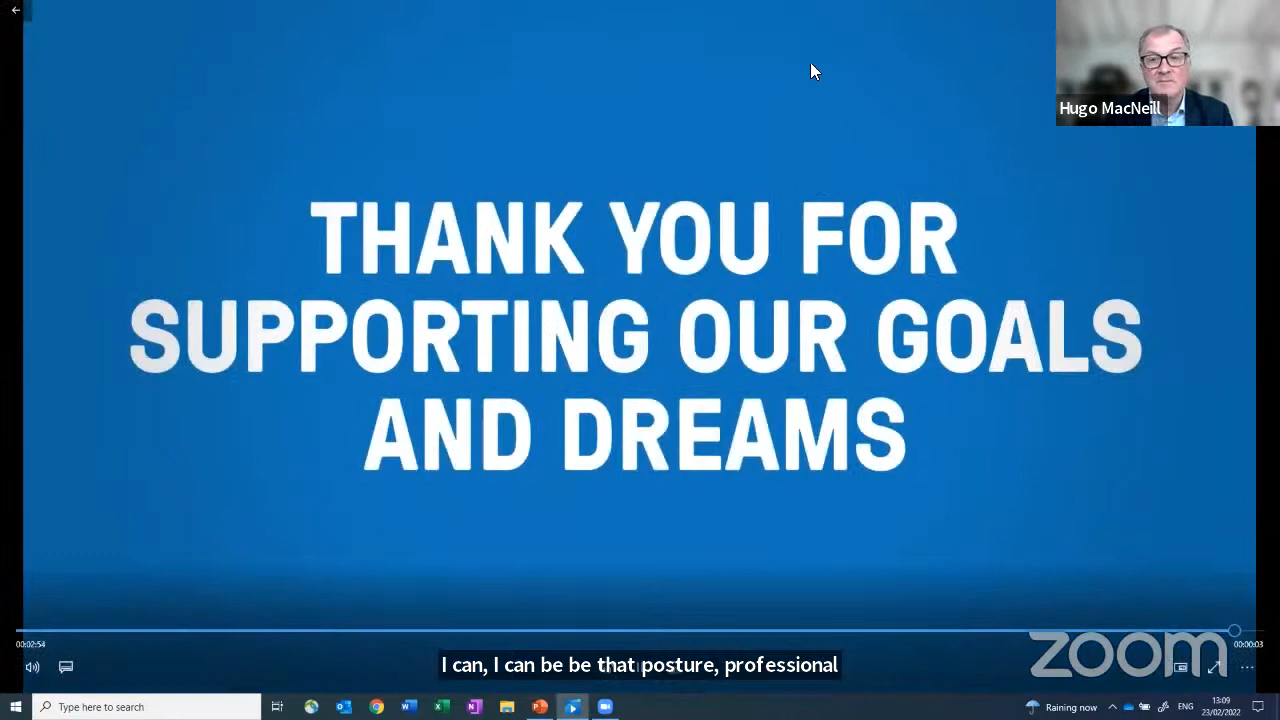 Hugo MacNeill
THANK YOU FOR
SUPPORTING OUR GOALS
AND DREAMS
00:02:54
00:00:03
zoom
I can, I can be be that posture, professional
Type here to search
Raining now
ENG
13:09
23/02/2022